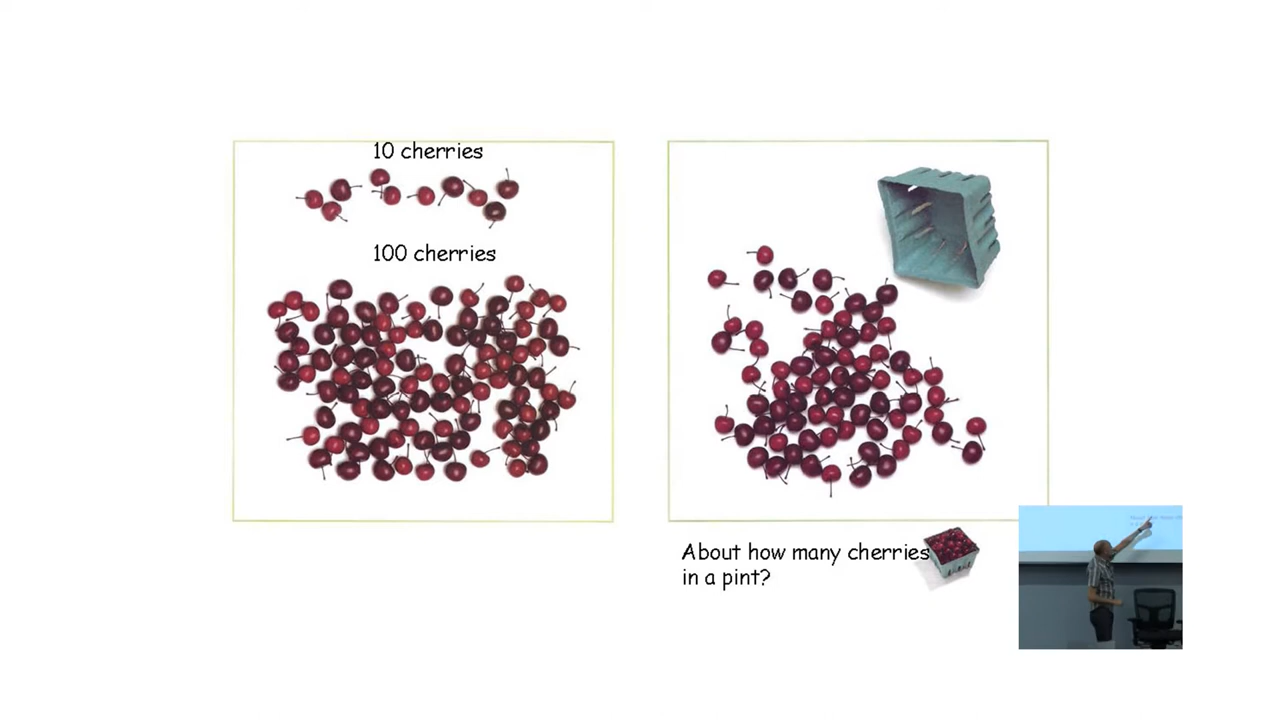 10 cherries
100 cherries
About how many cherries
in a pint?